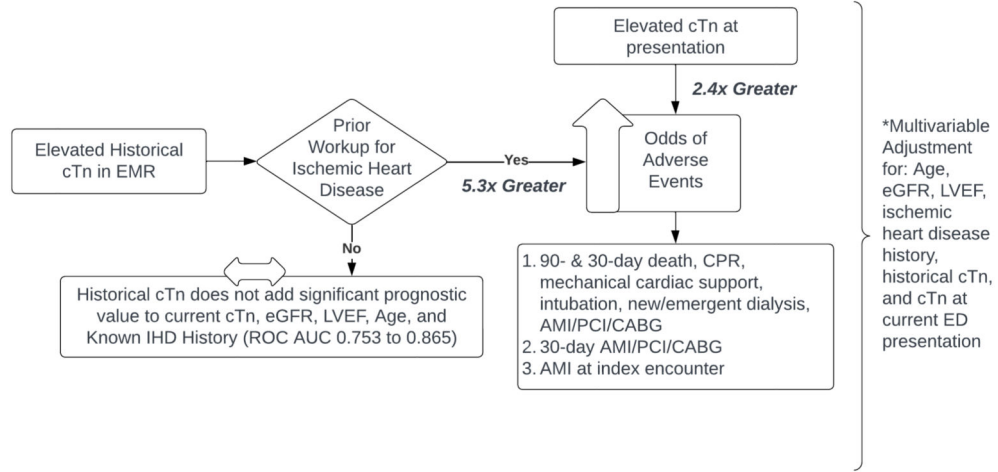 Elevated cTn at
presentation
2.4x Greater
Elevated Historical
cTn in EMR
Prior
Workup for
Ischemic Heart
Disease
Yes
5.3x Greater
Odds of
Adverse
Events
No
Historical cTn does not add significant prognostic
value to current cTn, eGFR, LVEF, Age, and
Known IHD History (ROC AUC 0.753 to 0.865)
1. 90- & 30-day death, CPR,
mechanical cardiac support,
intubation, new/emergent dialysis,
AMI/PCI/CABG
2. 30-day AMI/PCI/CABG
3. AMI at index encounter
*Multivariable
Adjustment
for: Age,
eGFR, LVEF,
ischemic
heart disease
history,
historical cTn,
and cTn at
current ED
presentation